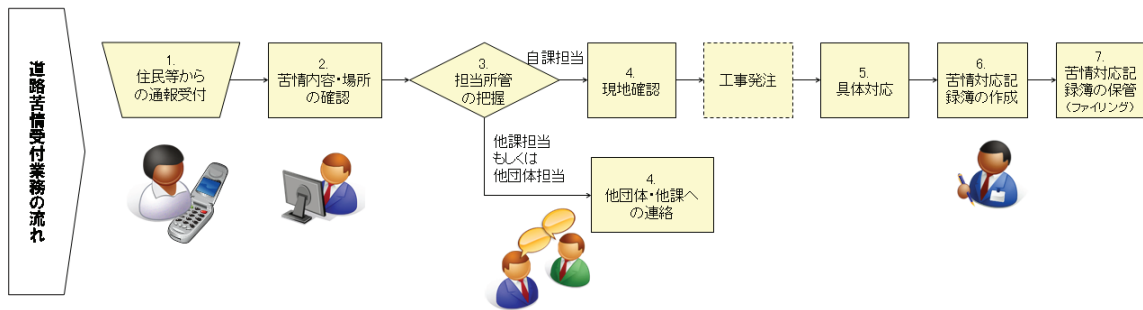 道路苦情受付業務の流れ
1.
住民等から
の通報受付
2.
苦情内容・場所
の確認
3.
担当所管
の把握
自課担当
4.
現地確認
工事発注
5.
具体対応
6.
苦情対応記
録簿の作成
7.
苦情対応記
録簿の保管
(ファイリング)
他課担当
もしくは
他団体担当
4.
他団体・他課へ
の連絡